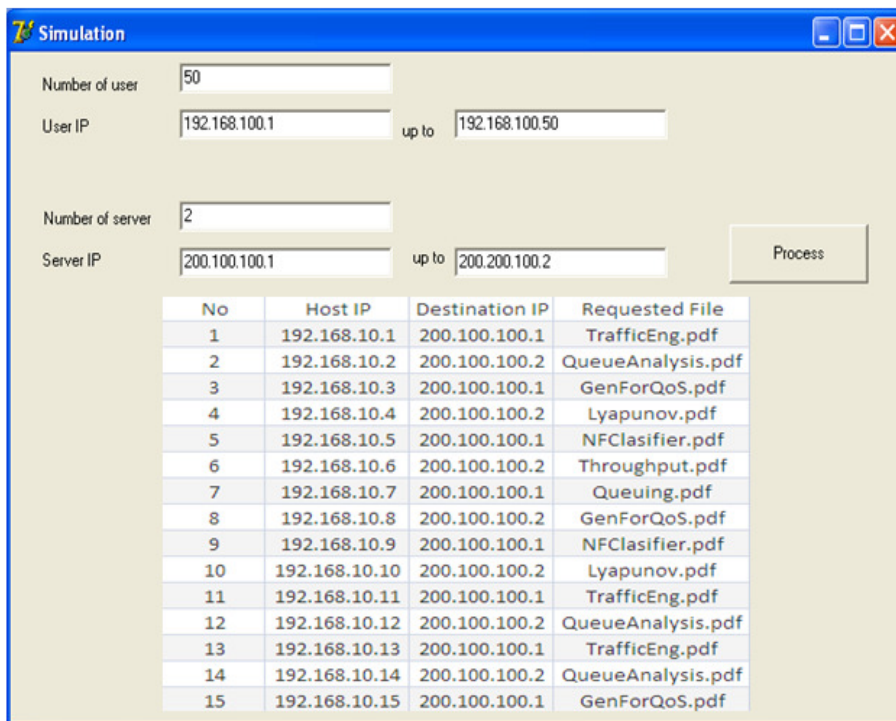 Simulation
Number of user 50
User IP 192.168.100.1 up to 192.168.100.50
Number of server 2
Server IP 200.100.100.1 up to 200.200.100.2 Process
No Host IP Destination IP Requested File
1 192.168.10.1 200.100.100.1 TrafficEng.pdf
2 192.168.10.2 200.100.100.2 QueueAnalysis.pdf
3 192.168.10.3 200.100.100.1 GenForQoS.pdf
4 192.168.10.4 200.100.100.2 Lyapunov.pdf
5 192.168.10.5 200.100.100.1 NFClasifier.pdf
6 192.168.10.6 200.100.100.2 Throughput.pdf
7 192.168.10.7 200.100.100.1 Queuing.pdf
8 192.168.10.8 200.100.100.2 GenForQoS.pdf
9 192.168.10.9 200.100.100.1 NFClasifier.pdf
10 192.168.10.10 200.100.100.2 Lyapunov.pdf
11 192.168.10.11 200.100.100.1 TrafficEng.pdf
12 192.168.10.12 200.100.100.2 QueueAnalysis.pdf
13 192.168.10.13 200.100.100.1 TrafficEng.pdf
14 192.168.10.14 200.100.100.2 QueueAnalysis.pdf
15 192.168.10.15 200.100.100.1 GenForQoS.pdf